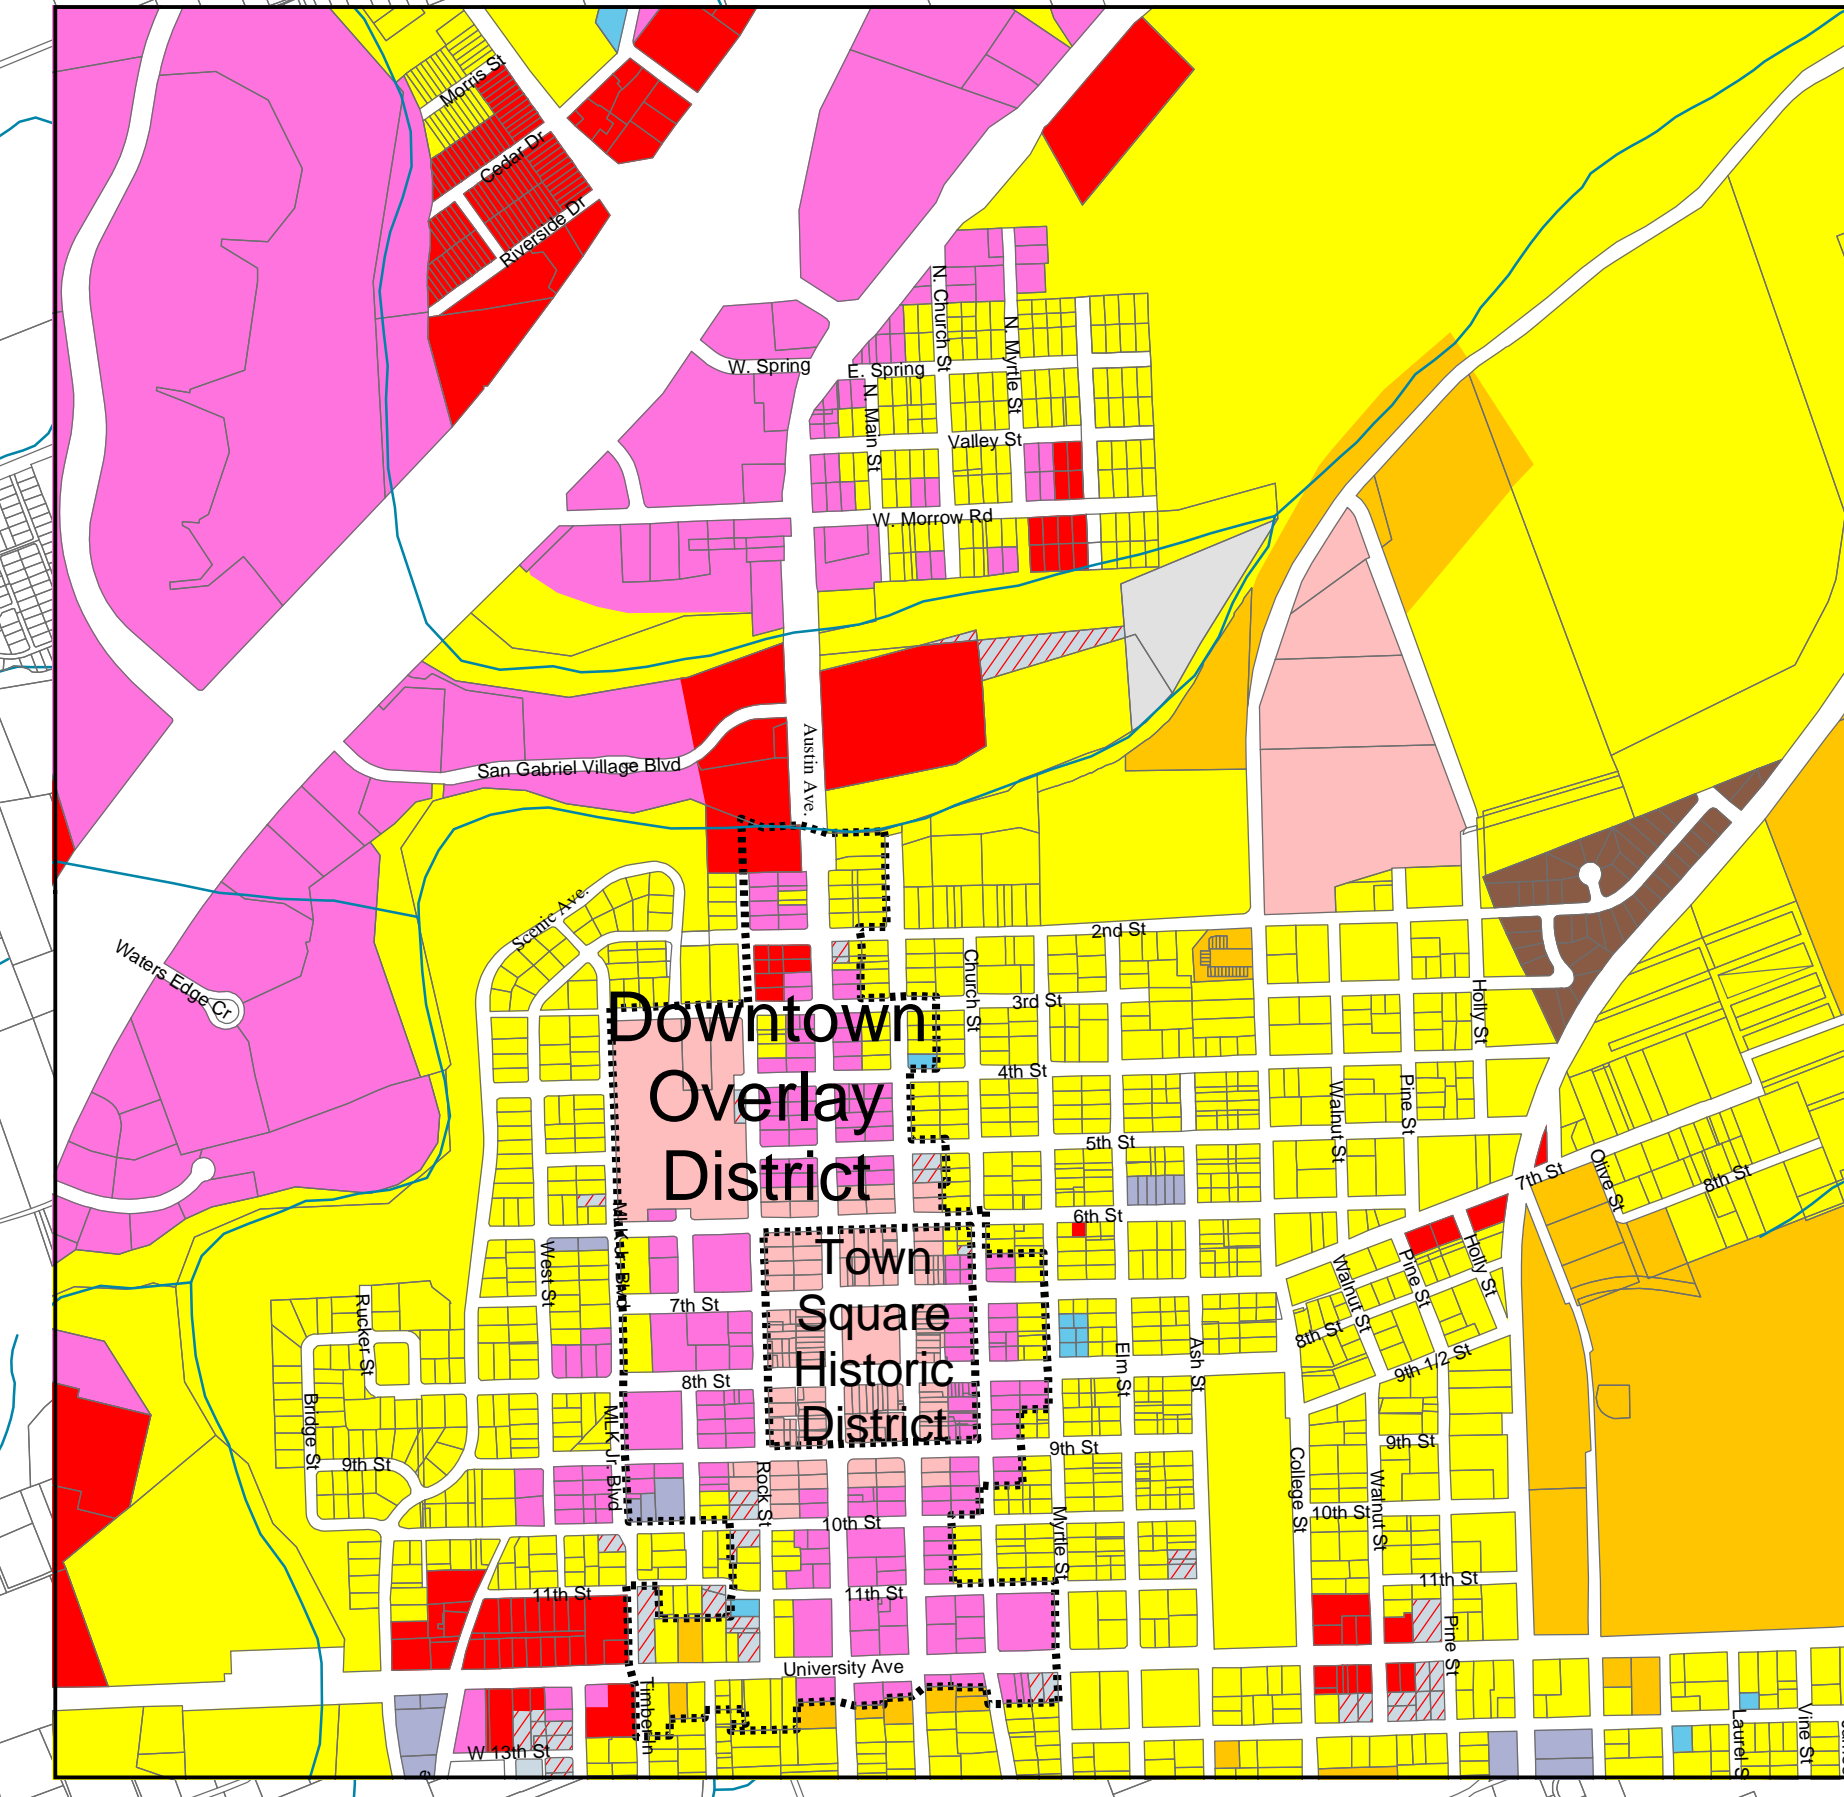 Morris St
Cedar Dr
Riverside Dr
N. Church St
N. Myrtle St
W. Spring
E. Spring
N. Main St
Valley St
W. Morrow Rd
Austin Ave.
San Gabriel Village Blvd
Scenic Ave.
2nd St
Waters Edge Cr
Church St
3rd St
Holly St
Downtown
Overlay
District
4th St
Walnut St
Pine St
5th St
Olive St
7th St
8th St
MLK Jr. Blvd
6th St
West St
Town
Square
Historic
District
Rucker St
7th St
Walnut St
Pine St
Holly St
8th St
Elm St
Ash St
9th 1/2 St
8th St
Bridge St
MLK Jr. Blvd
9th St
9th St
9th St
College St
Walnut St
Rock St
10th St
Myrtle St
10th St
11th St
11th St
11th St
Pine St
University Ave
W 13th St
Laurel S
Vine St